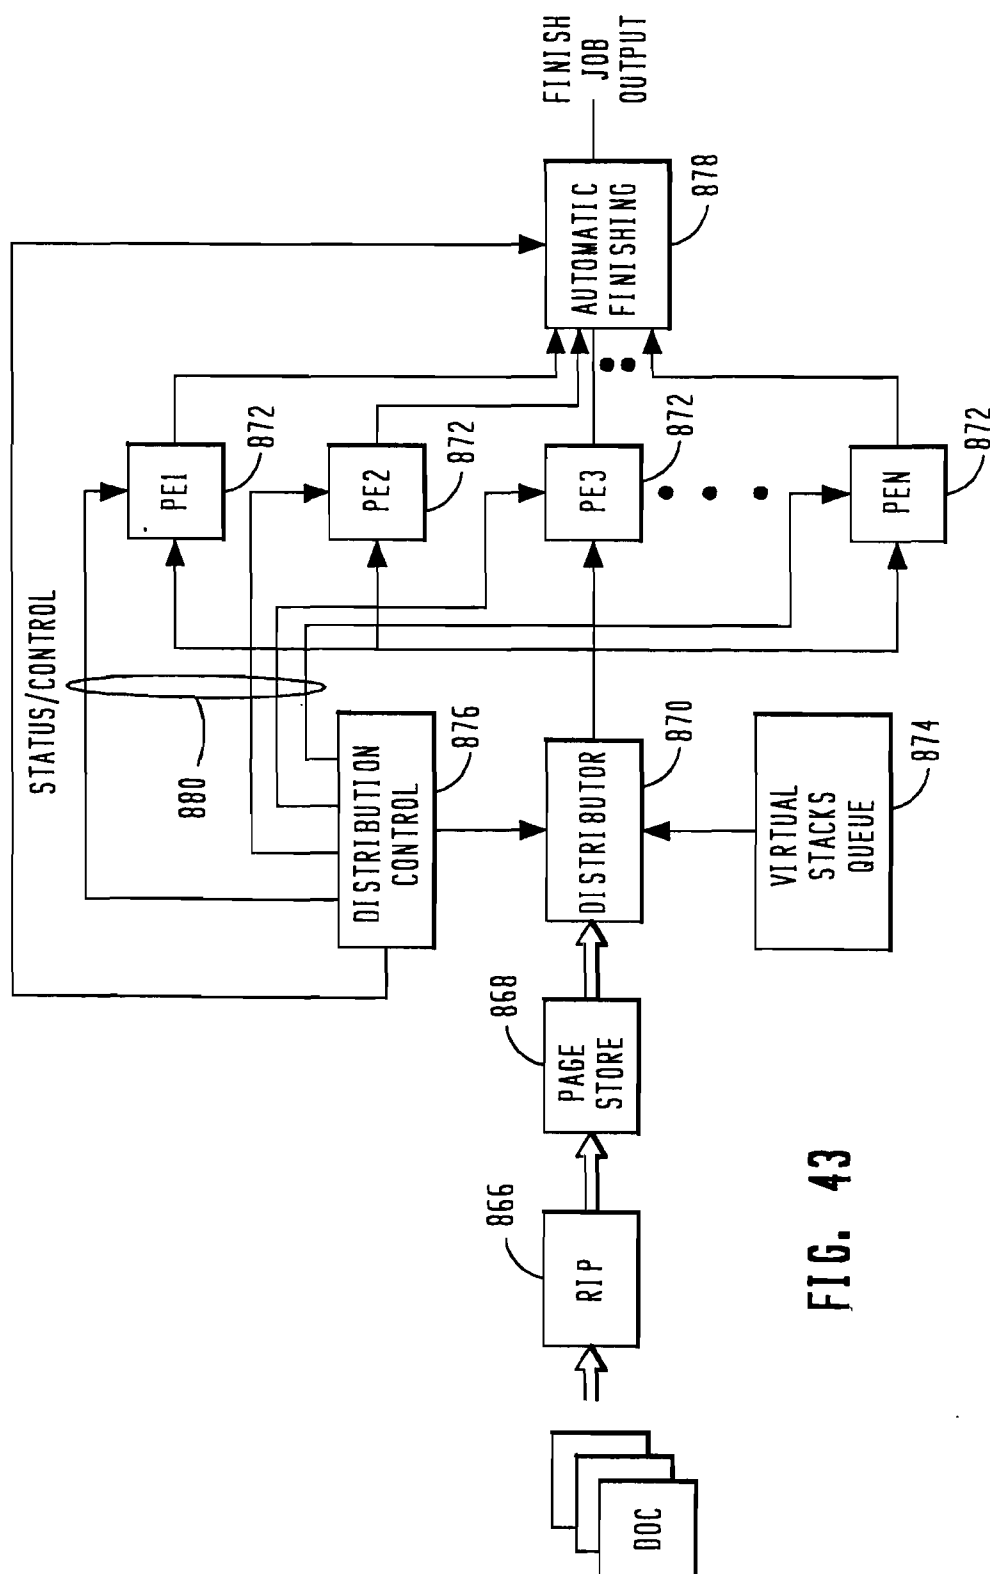 STATUS/CONTROL
880
DISTRIBUTION
CONTROL
876
PE1
872
PE2
872
PE3
872
PEN
872
AUTOMATIC
FINISHING
878
FINISH
JOB
OUTPUT
DOC
RIP
866
PAGE
STORE
868
DISTRIBUTOR
870
VIRTUAL
STACKS
QUEUE
874
FIG. 43